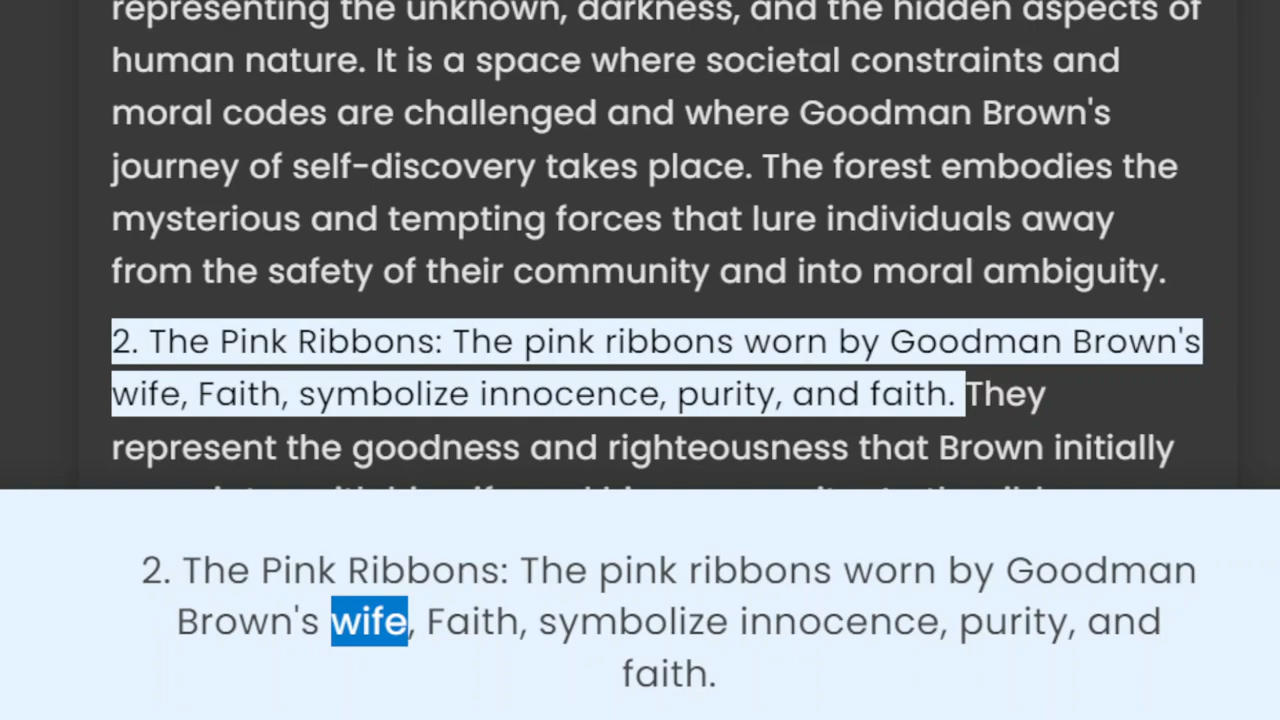 representing the unknown, darkness, and the hidden aspects of
human nature. It is a space where societal constraints and
moral codes are challenged and where Goodman Brown's
journey of self-discovery takes place. The forest embodies the
mysterious and tempting forces that lure individuals away
from the safety of their community and into moral ambiguity.
2. The Pink Ribbons: The pink ribbons worn by Goodman Brown's
wife, Faith, symbolize innocence, purity, and faith. They
represent the goodness and righteousness that Brown initially
2. The Pink Ribbons: The pink ribbons worn by Goodman
Brown's wife, Faith, symbolize innocence, purity, and
faith.